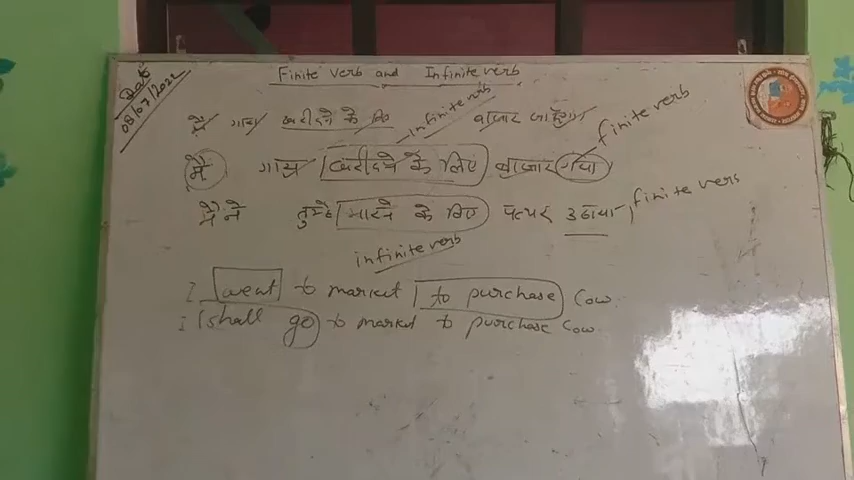 Date
08/07/2022
Finite verb and Infinite verb
मै गाय खरीदने के लिए बाजार जाऊँगा
infinite verb
finite verb
मै गाय खरीदने के लिए बाजार गया
मै ने तुम्हे मारने के लिए पत्थर उठाया finite verb
infinite verb
I went to market to purchase Cow.
I shall go to market to purchase Cow.